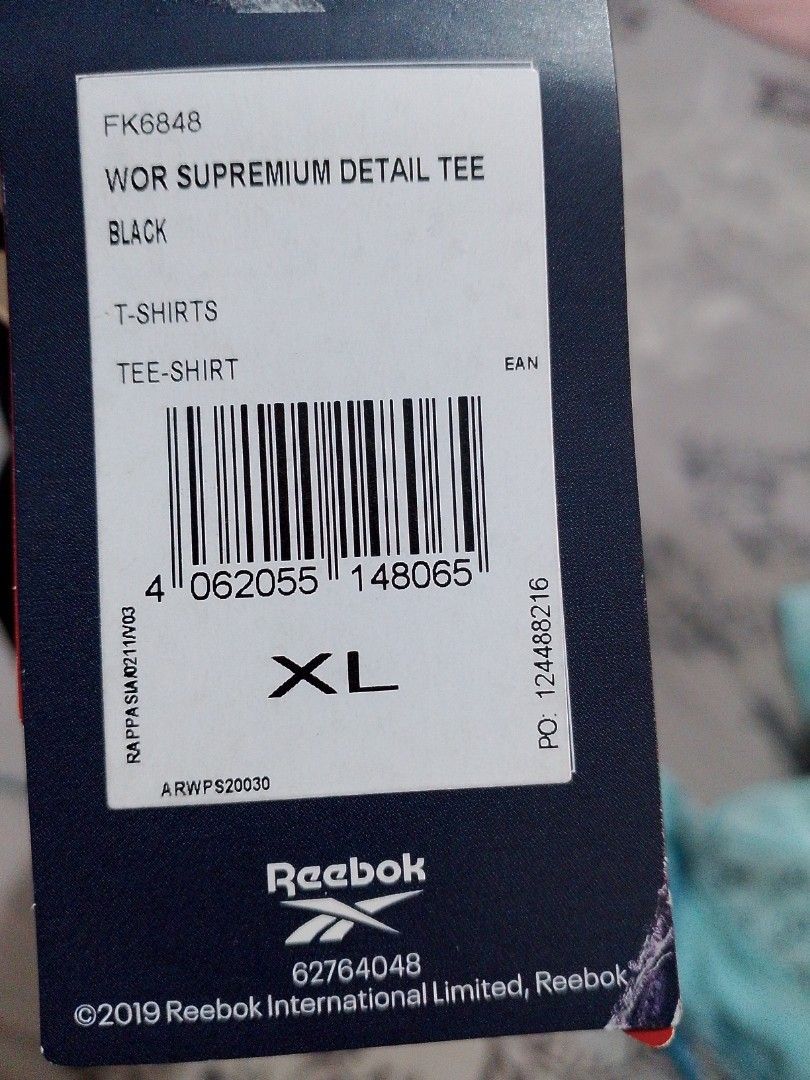 FK6848
WOR SUPREMIUM DETAIL TEE
BLACK
T-SHIRTS
TEE-SHIRT
EAN
4 062055 148065
RAPPASIA/0211/V03
XL
PO: 124488216
ARWPS20030
Reebok
62764048
©2019 Reebok International Limited, Reebok